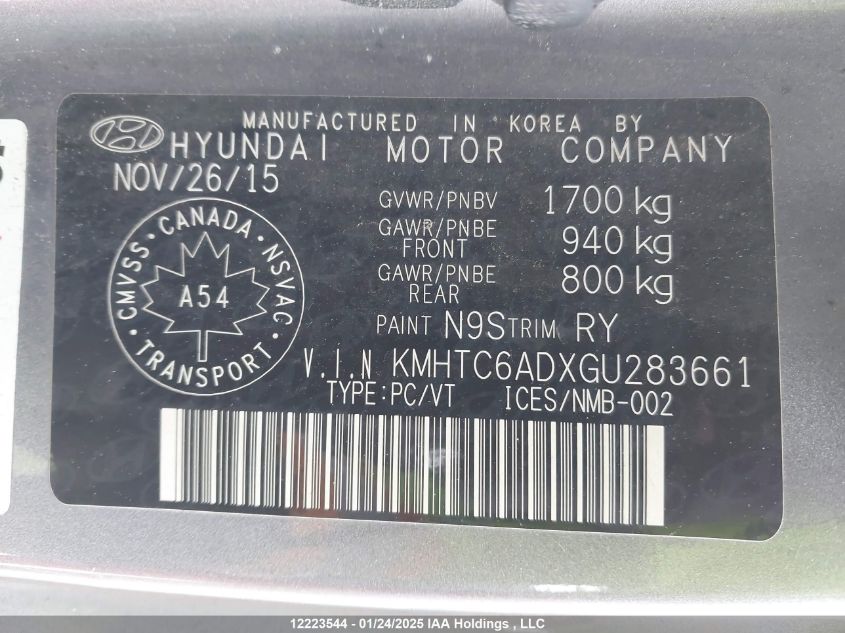 MANUFACTURED IN KOREA BY
HYUNDAI MOTOR COMPANY
NOV/26/15
GVWR/PNBV 1700 kg
GAWR/PNBE FRONT 940 kg
GAWR/PNBE REAR 800 kg
PAINT N9S TRIM RY
CMVSS • CANADA • NSVAC • TRANSPORT •
A54
V.I.N KMHTC6ADXGU283661
TYPE:PC/VT ICES/NMB-002
12223544 - 01/24/2025 IAA Holdings , LLC